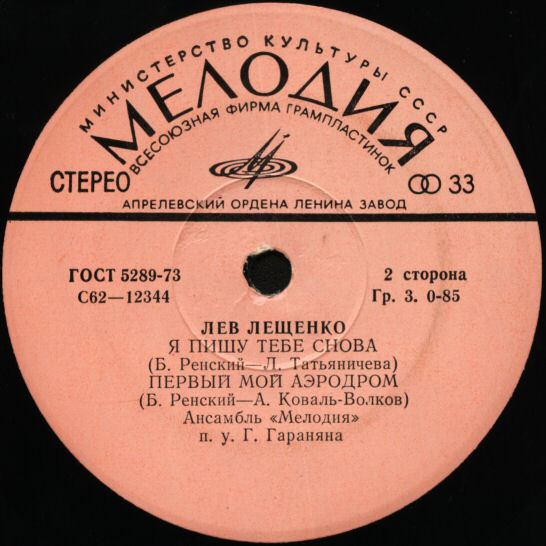 МИНИСТЕРСТВО КУЛЬТУРЫ СССР
МЕЛОДИЯ
ВСЕСОЮЗНАЯ ФИРМА ГРАМПЛАСТИНОК
СТЕРЕО
33
АПРЕЛЕВСКИЙ ОРДЕНА ЛЕНИНА ЗАВОД
ГОСТ 5289-73
2 сторона
С62—12344
Гр. 3. 0-85
ЛЕВ ЛЕЩЕНКО
Я ПИШУ ТЕБЕ СНОВА
(Б. Ренский—Л. Татьяничева)
ПЕРВЫЙ МОЙ АЭРОДРОМ
(Б. Ренский—А. Коваль-Волков)
Ансамбль «Мелодия»
п. у. Г. Гараняна